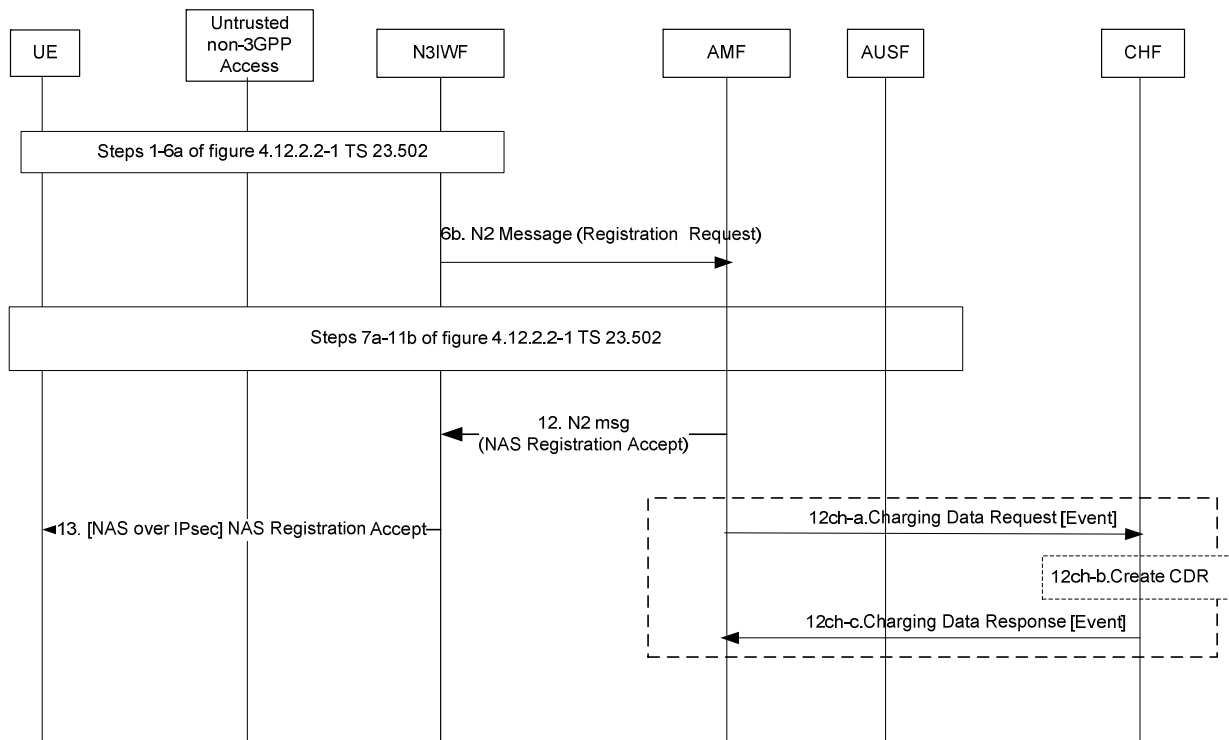 UE
Untrusted
non-3GPP
Access
N3IWF
AMF
AUSF
CHF
Steps 1-6a of figure 4.12.2.2-1 TS 23.502
6b. N2 Message (Registration Request)
Steps 7a-11b of figure 4.12.2.2-1 TS 23.502
12. N2 msg
(NAS Registration Accept)
12ch-a.Charging Data Request [Event]
13. [NAS over IPsec] NAS Registration Accept
12ch-b.Create CDR
12ch-c.Charging Data Response [Event]